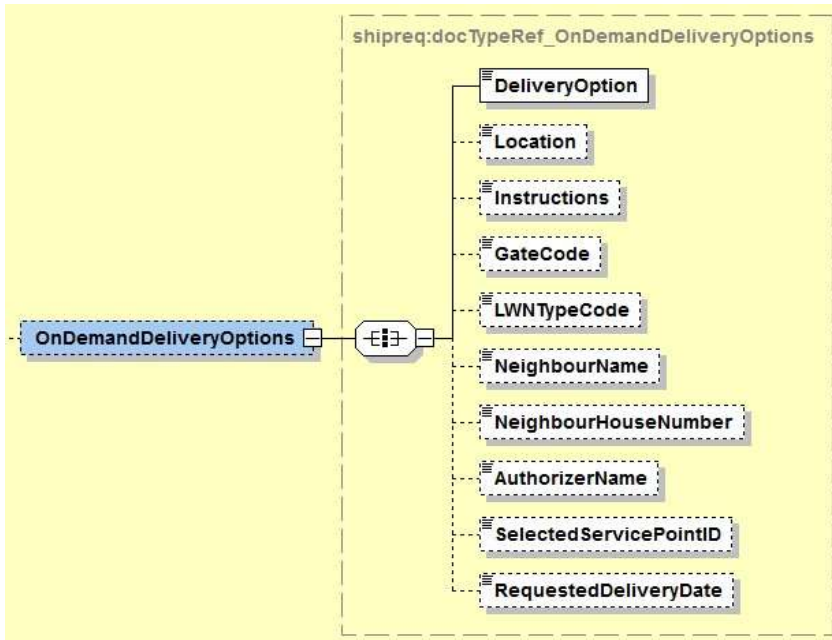 shipreq:docTypeRef_OnDemandDeliveryOptions
DeliveryOption
Location
Instructions
GateCode
LWNTypeCode
OnDemandDeliveryOptions
NeighbourName
NeighbourHouseNumber
AuthorizerName
SelectedServicePointID
RequestedDeliveryDate